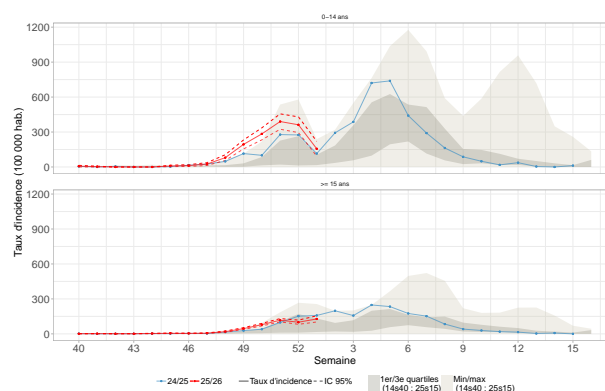 0−14 ans
1200
900
600
300
0
>= 15 ans
1200
900
600
300
0
40 43 46 49 52 3 6 9 12 15
Semaine
Taux d'incidence (100 000 hab.)
24/25 25/26 Taux d'incidence IC 95% 1er/3e quartiles (14s40 : 25s15) Min/max (14s40 : 25s15)